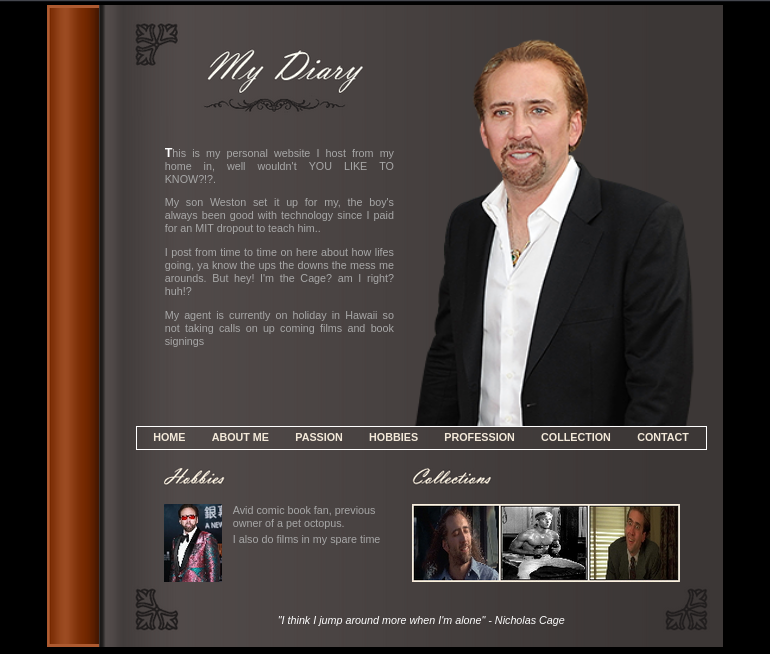 My Diary
This is my personal website I host from my
home in, well wouldn't YOU LIKE TO
KNOW?!?.
My son Weston set it up for my, the boy's
always been good with technology since I paid
for an MIT dropout to teach him..
I post from time to time on here about how lifes
going, ya know the ups the downs the mess me
arounds. But hey! I'm the Cage? am I right?
huh!?
My agent is currently on holiday in Hawaii so
not taking calls on up coming films and book
signings
HOME ABOUT ME PASSION HOBBIES PROFESSION COLLECTION CONTACT
Hobbies
Collections
Avid comic book fan, previous
owner of a pet octopus.
I also do films in my spare time
"I think I jump around more when I'm alone" - Nicholas Cage